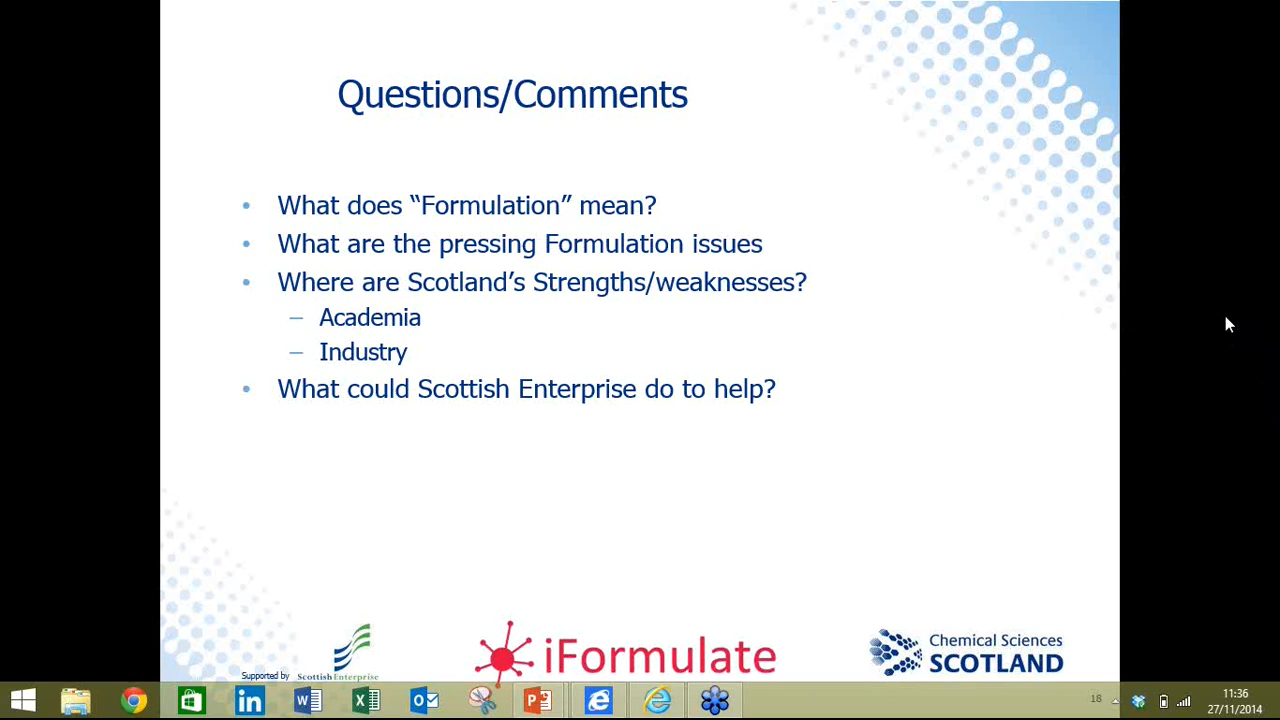 Questions/Comments
• What does “Formulation” mean?
• What are the pressing Formulation issues
• Where are Scotland’s Strengths/weaknesses?
– Academia
– Industry
• What could Scottish Enterprise do to help?
Supported by Scottish Enterprise
iFormulate
Chemical Sciences
SCOTLAND
18
11:36
27/11/2014